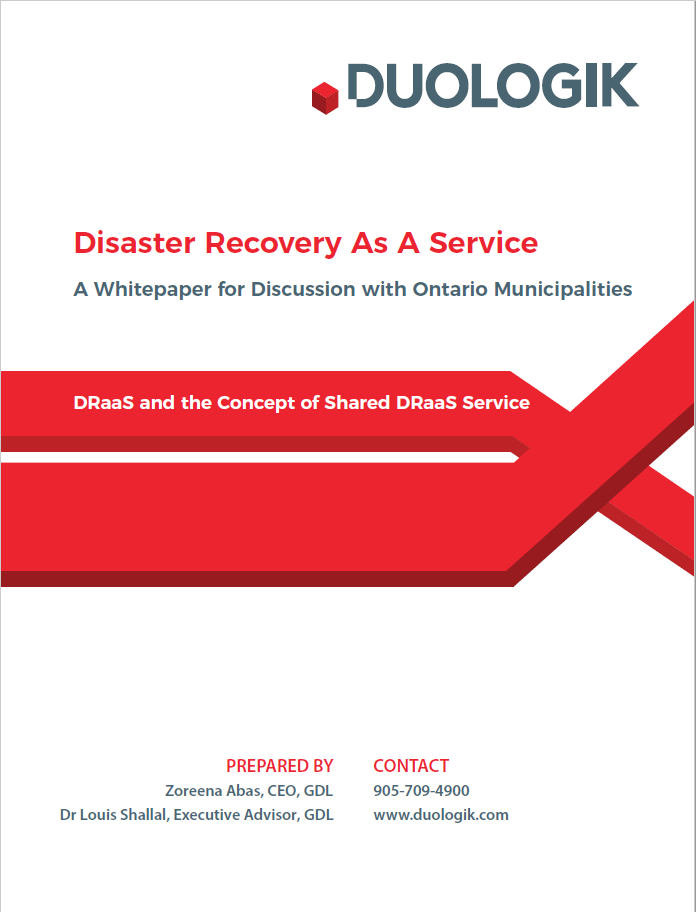 DUOLOGIK
Disaster Recovery As A Service
A Whitepaper for Discussion with Ontario Municipalities
DRaaS and the Concept of Shared DRaaS Service
PREPARED BY
Zoreena Abas, CEO, GDL
Dr Louis Shallal, Executive Advisor, GDL
CONTACT
905-709-4900
www.duologik.com